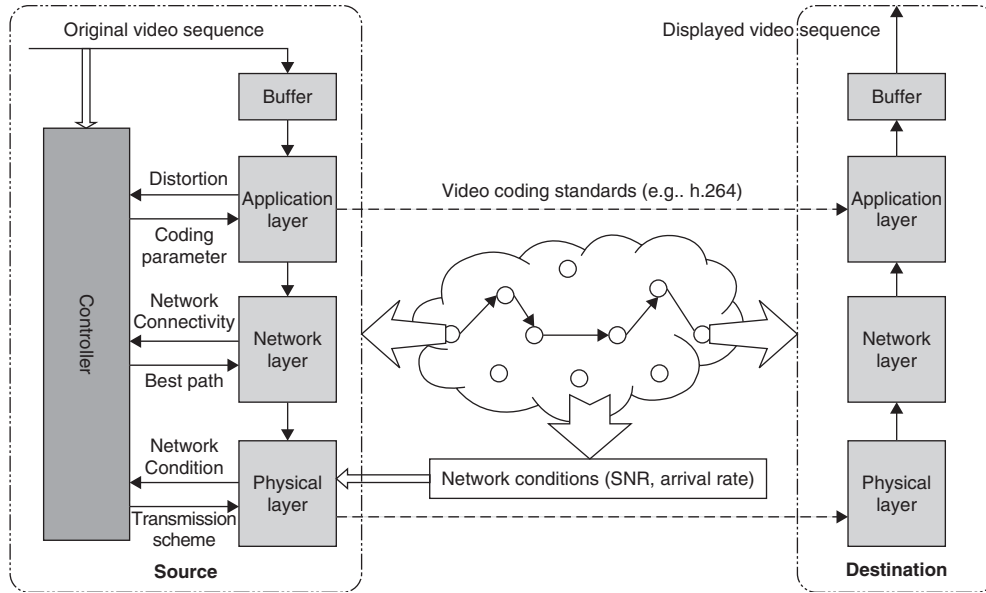 Original video sequence
Displayed video sequence
Buffer
Buffer
Distortion
Application
layer
Coding
parameter
Video coding standards (e.g.. h.264)
Application
layer
Controller
Network
Connectivity
Network
layer
Best path
Network
layer
Network
Condition
Physical
layer
Transmission
scheme
Network conditions (SNR, arrival rate)
Physical
layer
Source
Destination